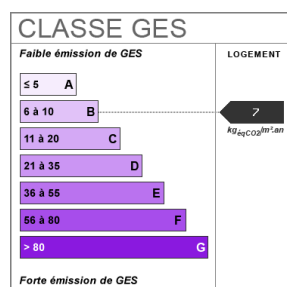 CLASSE GES
Faible émission de GES
LOGEMENT
≤ 5 A
6 à 10 B
7
kgéqCO2/m².an
11 à 20 C
21 à 35 D
36 à 55 E
56 à 80 F
> 80 G
Forte émission de GES